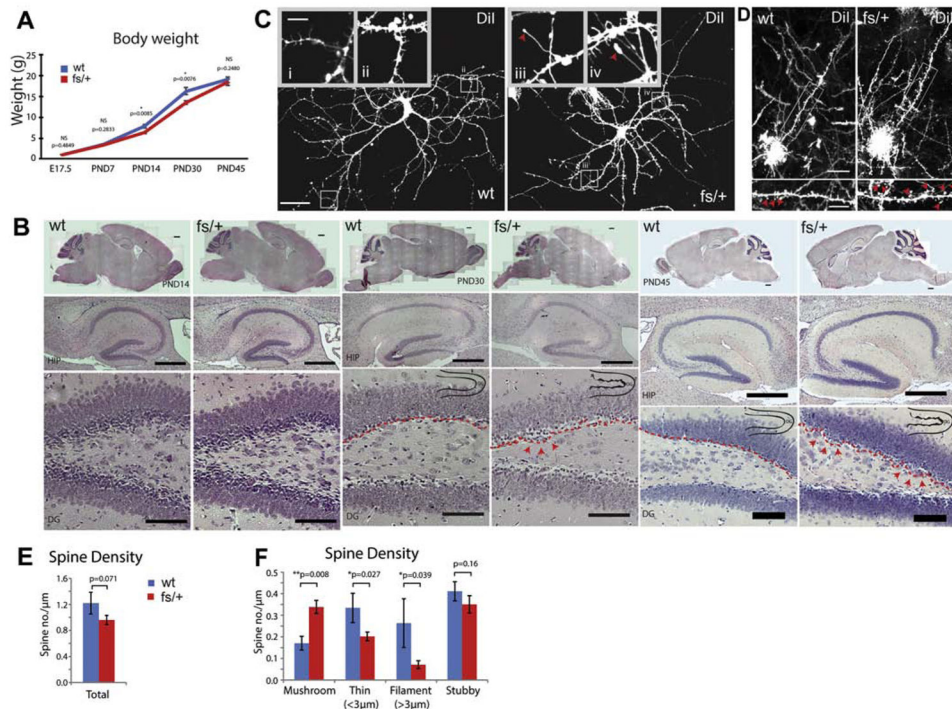 A
Body weight
wt
fs/+
Weight (g)
25
20
15
10
5
0
NS
p=0.4849
NS
p=0.2833
*
p=0.0085
*
p=0.0076
NS
p=0.2480
E17.5 PND7 PND14 PND30 PND45
C
DiI
i
ii
ii
wt
DiI
iii
iv
iv
iii
fs/+
D
wt
DiI
fs/+
DiI
B
wt
fs/+
wt
fs/+
wt
fs/+
PND14
PND30
PND45
HIP
HIP
HIP
DG
DG
DG
E
Spine Density
p=0.071
wt
fs/+
Spine no./µm
1.6
1.2
0.8
0.4
0.0
Total
F
Spine Density
**p=0.008
*p=0.027
*p=0.039
p=0.16
Spine no./µm
0.5
0.4
0.3
0.2
0.1
0
Mushroom Thin Filament Stubby
(<3µm) (>3µm)